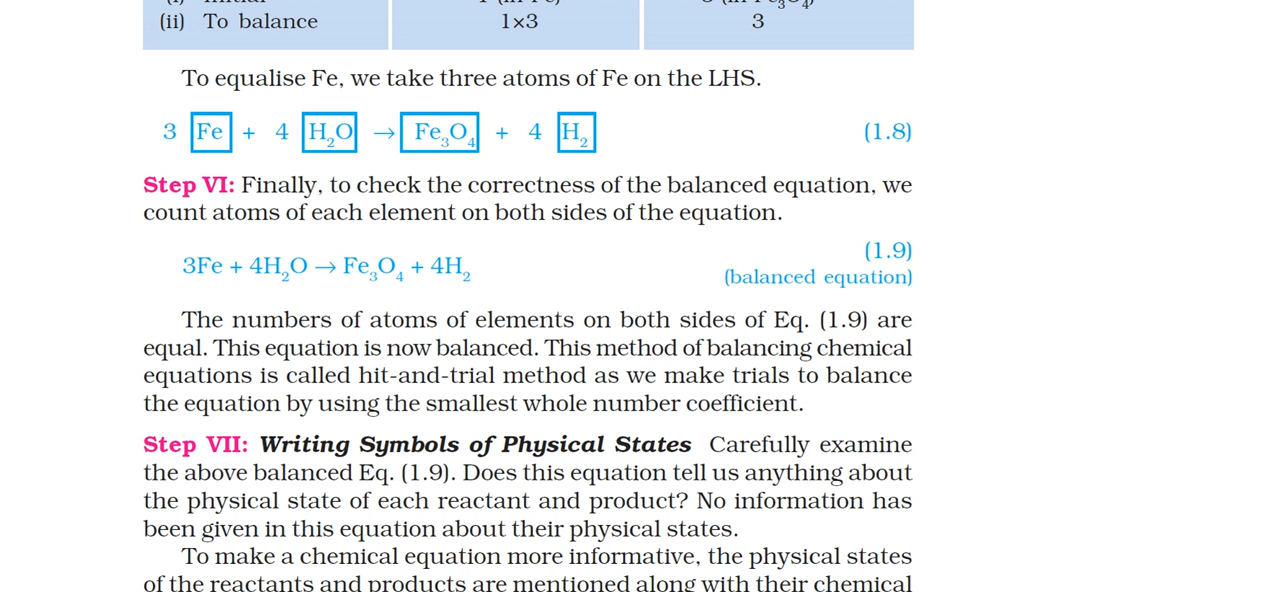 (ii) To balance 1×3 3
To equalise Fe, we take three atoms of Fe on the LHS.
3 Fe + 4 H₂O → Fe₃O₄ + 4 H₂ (1.8)
Step VI: Finally, to check the correctness of the balanced equation, we
count atoms of each element on both sides of the equation.
(1.9)
3Fe + 4H₂O → Fe₃O₄ + 4H₂
(balanced equation)
The numbers of atoms of elements on both sides of Eq. (1.9) are
equal. This equation is now balanced. This method of balancing chemical
equations is called hit-and-trial method as we make trials to balance
the equation by using the smallest whole number coefficient.
Step VII: Writing Symbols of Physical States Carefully examine
the above balanced Eq. (1.9). Does this equation tell us anything about
the physical state of each reactant and product? No information has
been given in this equation about their physical states.
To make a chemical equation more informative, the physical states
of the reactants and products are mentioned along with their chemical